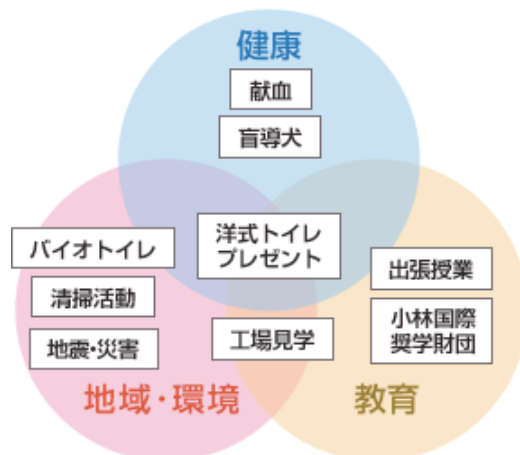 健康
献血
盲導犬
洋式トイレ
プレゼント
バイオトイレ
清掃活動
地震・災害
工場見学
出張授業
小林国際
奨学財団
地域・環境
教育